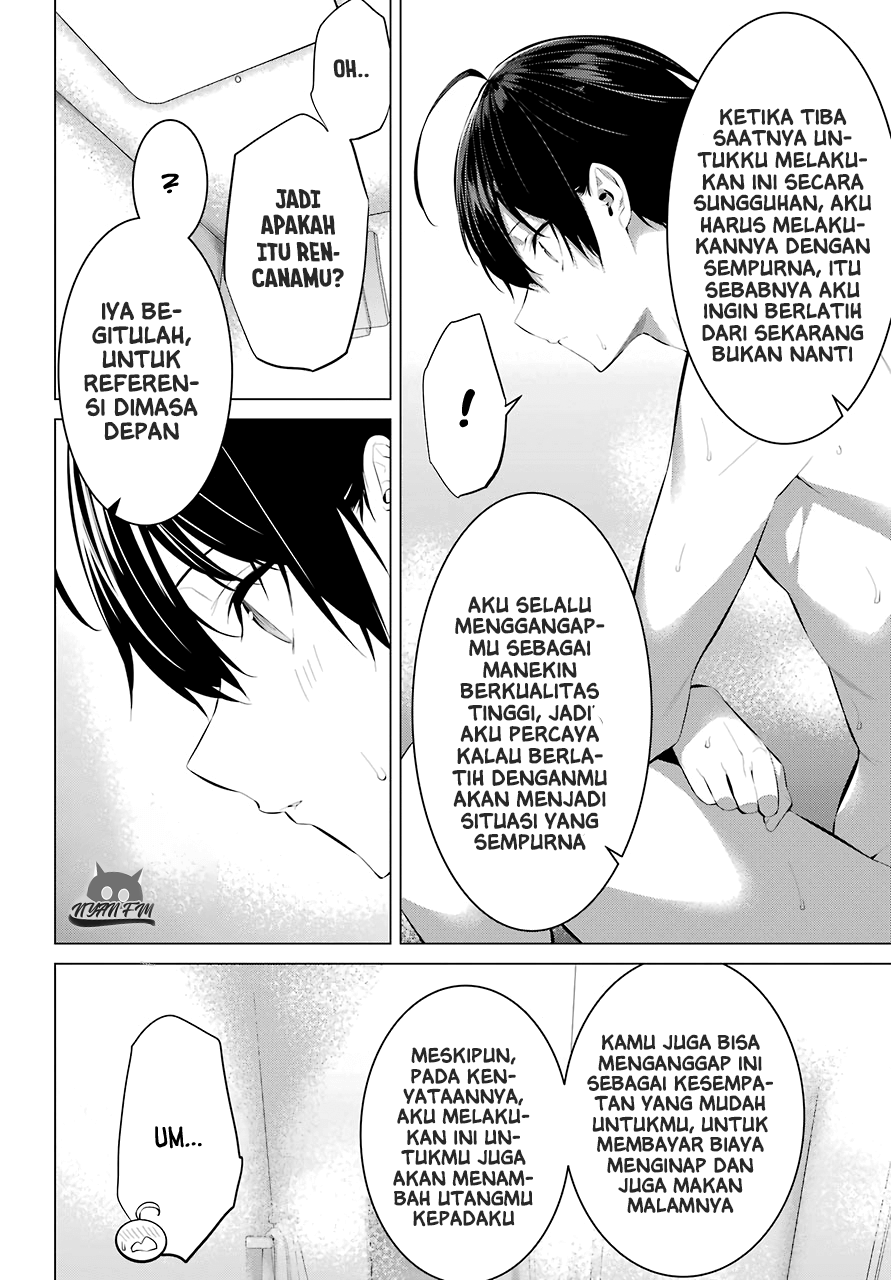 KETIKA TIBA
SAATNYA UN-
TUKKU MELAKU-
KAN INI SECARA
SUNGGUHAN, AKU
HARUS MELAKU-
KANNYA DENGAN
SEMPURNA, ITU
SEBABNYA AKU
INGIN BERLATIH
DARI SEKARANG
BUKAN NANTI
!
AKU SELALU
MENGGANGAP-
MU SEBAGAI
MANEKIN
BERKUALITAS
TINGGI, JADI
AKU PERCAYA
KALAU BERLA-
TIH DENGANMU
AKAN MENJADI
SITUASI YANG
SEMPURNA
OH..
JADI
APAKAH
ITU REN-
CANAMU?
?
IYA BE-
GITULAH,
UNTUK
REFEREN-
SI DIMASA
DEPAN
NYAN FM
KAMU JUGA BISA
MENGANGGAP INI
SEBAGAI KESEMPA-
TAN YANG MUDAH
UNTUKMU, UNTUK
MEMBAYAR BIAYA
MENGINAP DAN
JUGA MAKAN
MALAMNYA
MESKIPUN,
PADA KEN-
YATAANNYA,
AKU MELAKU-
KAN INI UN-
TUKMU JUGA
AKAN MENAM-
BAH UTANGMU
KEPADAKU
UM...